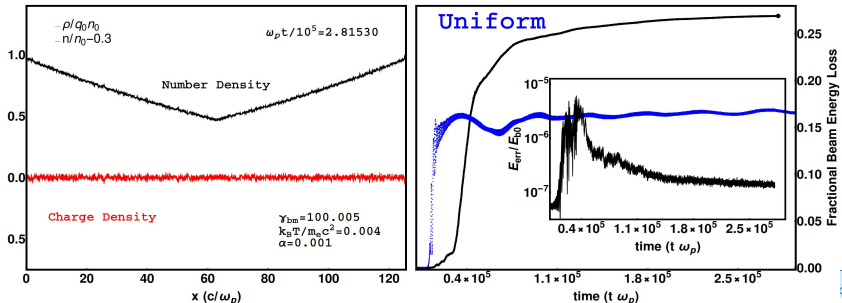 ρ/q₀n₀
n/n₀−0.3
ωₚt/10⁵=2.81530
Number Density
Charge Density
γbm=100.005
kBT/mec²=0.004
α=0.001
1.0
0.5
0.0
0.5
0 20 40 60 80 100 120
x (c/ωₚ)
Uniform
0.25
0.20
0.15
0.10
0.05
0.00
Fractional Beam Energy Loss
0.4×10⁵ 1.1×10⁵ 1.8×10⁵ 2.5×10⁵
time (t ωₚ)
10⁻⁵
10⁻⁶
10⁻⁷
Eerr/Eb0
0.4×10⁵ 1.1×10⁵ 1.8×10⁵ 2.5×10⁵
time (t ωₚ)